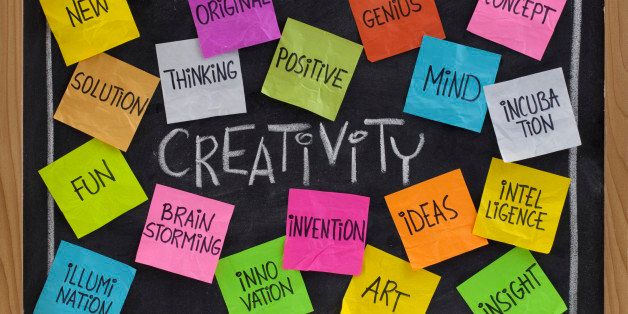 NEW
ORIGINAL
GENIUS
CONCEPT
SOLUTION
THINKING
POSITIVE
MIND
INCUBA
TION
CREATIVITY
FUN
BRAIN
STORMING
INVENTION
IDEAS
INTEL
LIGENCE
ILLUMI
NATION
INNO
VATION
ART
INSIGHT